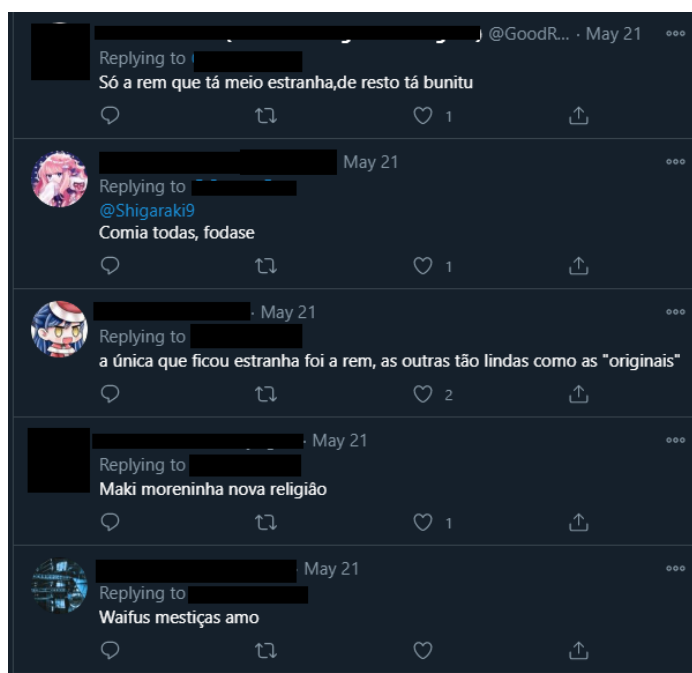 @GoodR... · May 21
Replying to
Só a rem que tá meio estranha,de resto tá bunitu
1
May 21
Replying to
@Shigaraki9
Comia todas, fodase
1
· May 21
Replying to
a única que ficou estranha foi a rem, as outras tão lindas como as "originais"
2
· May 21
Replying to
Maki moreninha nova religiâo
1
· May 21
Replying to
Waifus mestiças amo